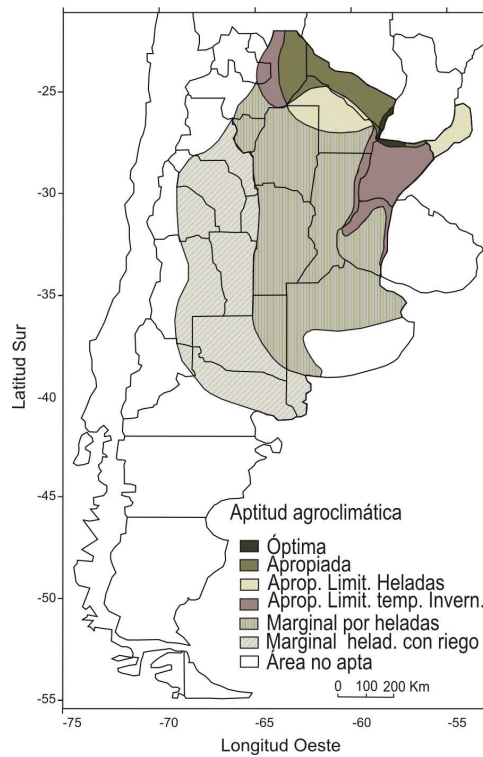 -25
-30
-35
-40
-45
-50
-55
Latitud Sur
Aptitud agroclimática
Óptima
Apropiada
Aprop. Limit. Heladas
Aprop. Limit. temp. Invern.
Marginal por heladas
Marginal helad. con riego
Área no apta
0 100 200 Km
-75 -70 -65 -60 -55
Longitud Oeste